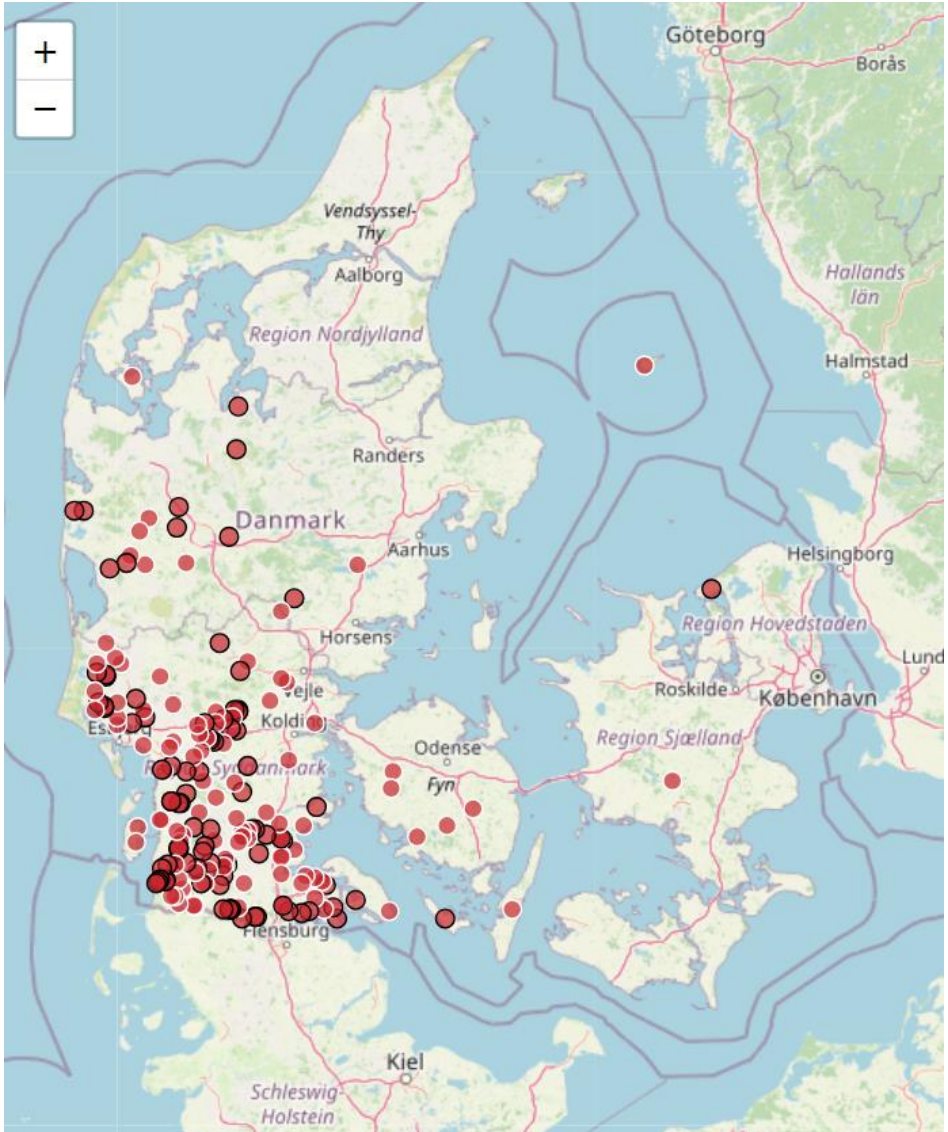 +
−
Göteborg
Borås
Vendsyssel-
Thy
Aalborg
Hallands
län
Region Nordjylland
Halmstad
Randers
Danmark
Aarhus
Helsingborg
Horsens
Region Hovedstaden
Lund
Roskilde
København
Kolding
Odense
Region Sjælland
Fyn
Flensburg
Kiel
Schleswig-
Holstein